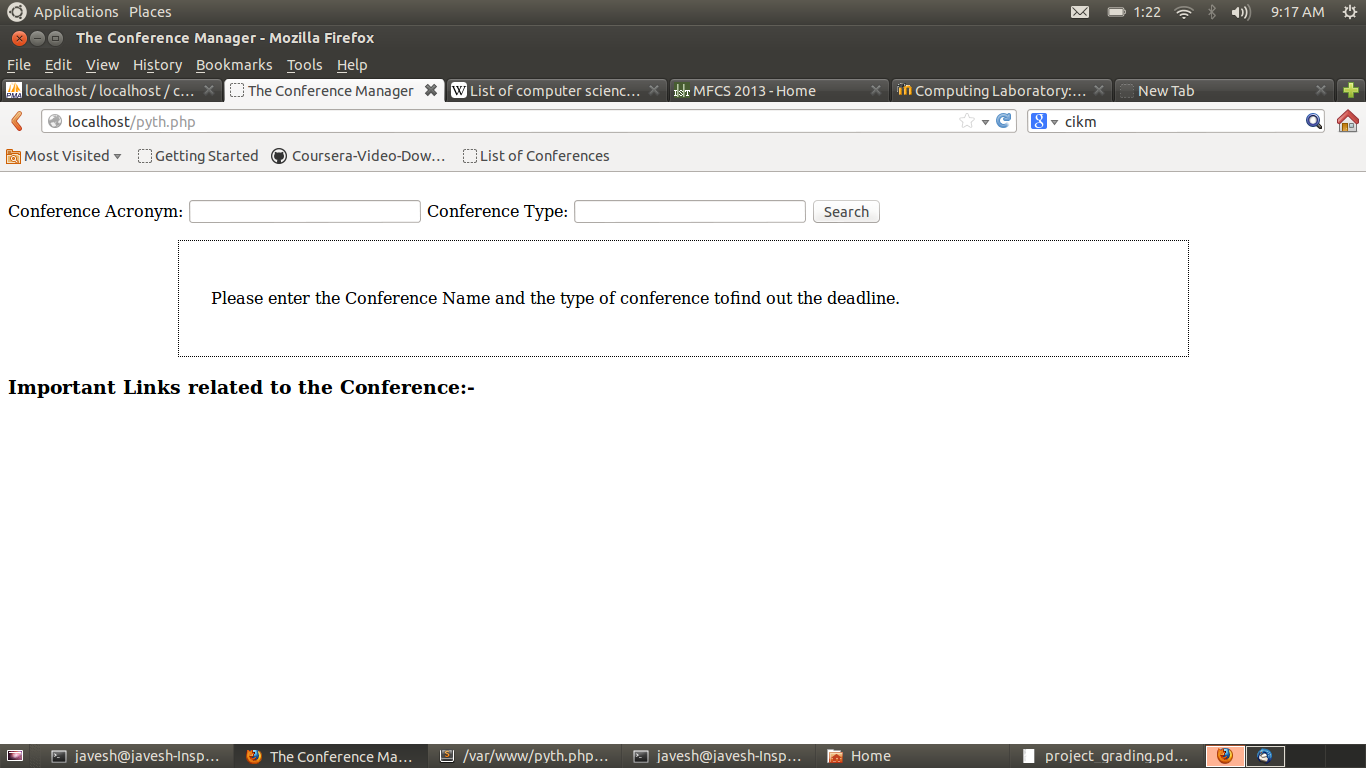 Applications Places 1:22 9:17 AM
The Conference Manager - Mozilla Firefox
File Edit View History Bookmarks Tools Help
PMA localhost / localhost / c... The Conference Manager W List of computer scienc... MFCS 2013 - Home Computing Laboratory:... New Tab
localhost/pyth.php 8 cikm
Most Visited Getting Started Coursera-Video-Dow... List of Conferences
Conference Acronym: Conference Type: Search
Please enter the Conference Name and the type of conference tofind out the deadline.
Important Links related to the Conference:-
javesh@javesh-Insp... The Conference Ma... /var/www/pyth.php... javesh@javesh-Insp... Home project_grading.pd...